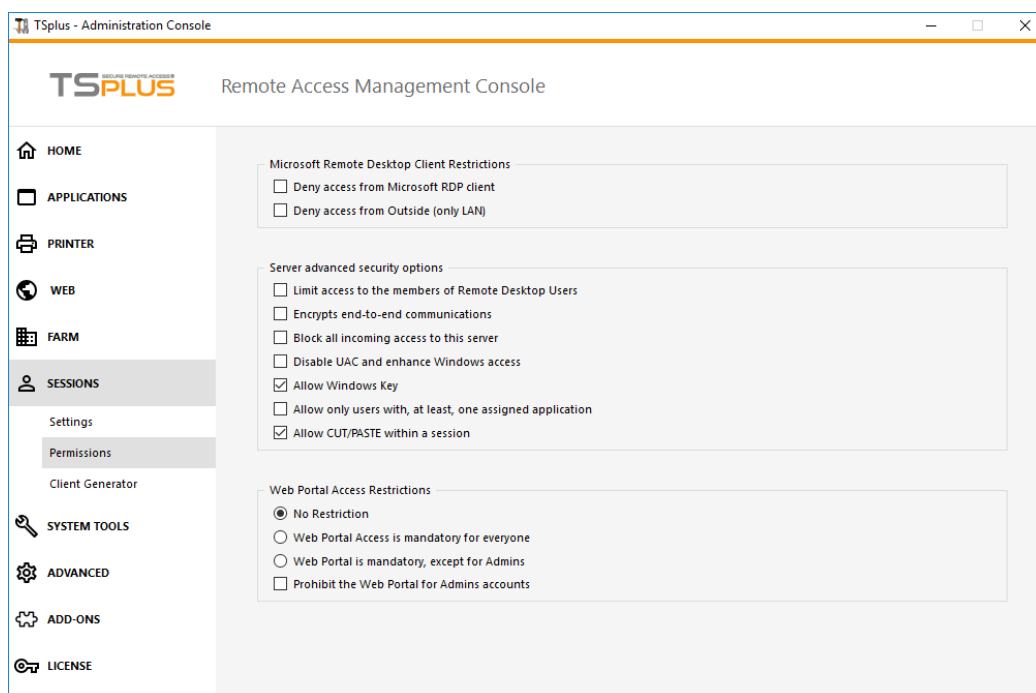 TSplus - Administration Console
TSPLUS SECURE REMOTE ACCESS®
Remote Access Management Console
HOME
APPLICATIONS
PRINTER
WEB
FARM
SESSIONS
Settings
Permissions
Client Generator
SYSTEM TOOLS
ADVANCED
ADD-ONS
LICENSE
Microsoft Remote Desktop Client Restrictions
Deny access from Microsoft RDP client
Deny access from Outside (only LAN)
Server advanced security options
Limit access to the members of Remote Desktop Users
Encrypts end-to-end communications
Block all incoming access to this server
Disable UAC and enhance Windows access
Allow Windows Key
Allow only users with, at least, one assigned application
Allow CUT/PASTE within a session
Web Portal Access Restrictions
No Restriction
Web Portal Access is mandatory for everyone
Web Portal is mandatory, except for Admins
Prohibit the Web Portal for Admins accounts